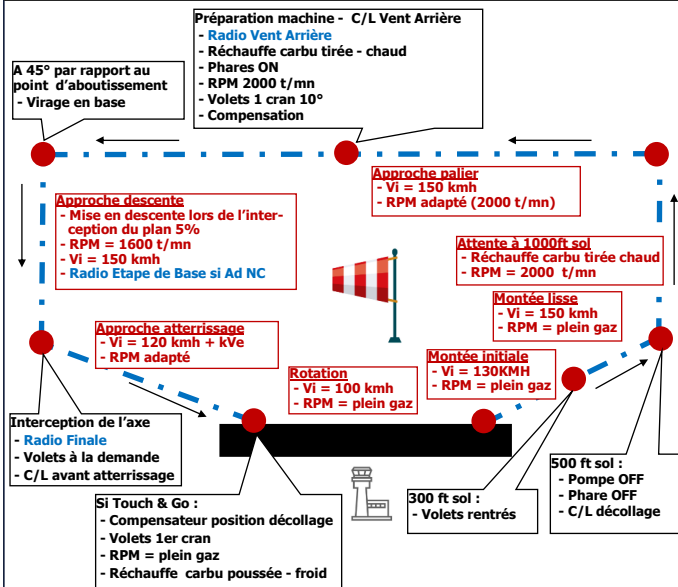 Préparation machine - C/L Vent Arrière
- Radio Vent Arrière
- Réchauffe carbu tirée - chaud
- Phares ON
- RPM 2000 t/mn
- Volets 1 cran 10°
- Compensation
A 45° par rapport au
point d'aboutissement
- Virage en base
Approche palier
- Vi = 150 kmh
- RPM adapté (2000 t/mn)
Approche descente
- Mise en descente lors de l'inter-
ception du plan 5%
- RPM = 1600 t/mn
- Vi = 150 kmh
- Radio Etape de Base si Ad NC
Attente à 1000ft sol
- Réchauffe carbu tirée chaud
- RPM = 2000 t/mn
Montée lisse
- Vi = 150 kmh
- RPM = plein gaz
Approche atterrissage
- Vi = 120 kmh + kVe
- RPM adapté
Rotation
- Vi = 100 kmh
- RPM = plein gaz
Montée initiale
- Vi = 130KMH
- RPM = plein gaz
Interception de l'axe
- Radio Finale
- Volets à la demande
- C/L avant atterrissage
500 ft sol :
- Pompe OFF
- Phare OFF
- C/L décollage
300 ft sol :
- Volets rentrés
Si Touch & Go :
- Compensateur position décollage
- Volets 1er cran
- RPM = plein gaz
- Réchauffe carbu poussée - froid